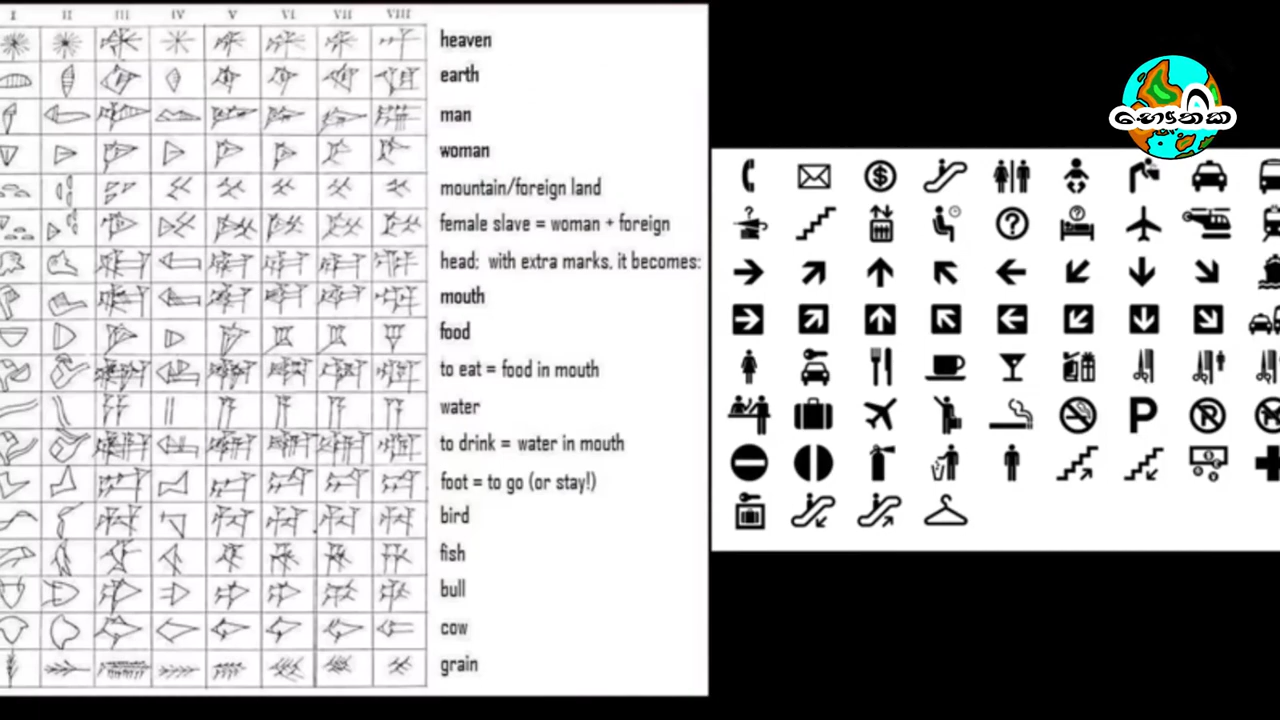 I II III IV V VI VII VIII
heaven
earth
man
woman
mountain/foreign land
female slave = woman + foreign
head: with extra marks, it becomes:
mouth
food
to eat = food in mouth
water
to drink = water in mouth
foot = to go (or stay!)
bird
fish
bull
cow
grain
භෞතික
$
?
?
?
P
R